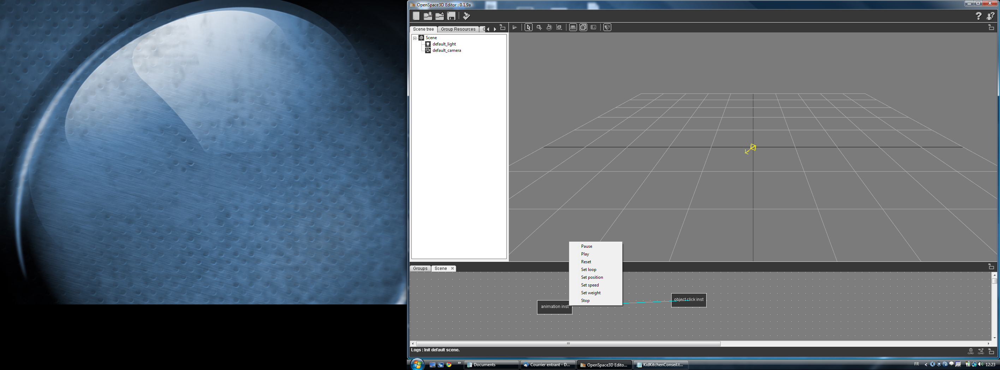 OpenSpace3D Editor : 0.1.9a
Scene tree
Group Resources
Scene
default_light
default_camera
Pause
Play
Reset
Set loop
Set position
Set speed
Set weight
Stop
Groups
Scene
animation inst
object click inst
Logs : Init default scene.
Documents
Courrier entrant - D...
OpenSpace3D Edito...
KidKitchenConseil.t...
FR
12:23